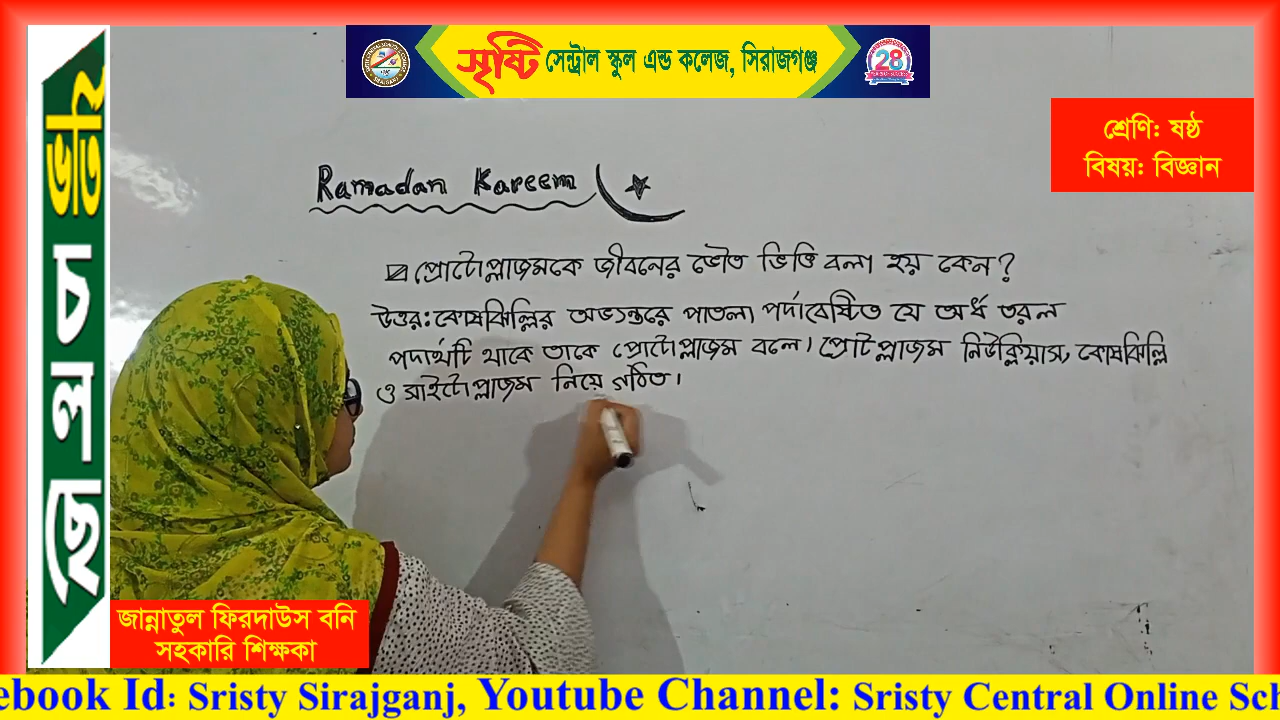 সৃষ্টি সেন্ট্রাল স্কুল এন্ড কলেজ, সিরাজগঞ্জ
28
শ্রেণি: ষষ্ঠ
বিষয়: বিজ্ঞান
ভর্তি চলছে
Ramadan Kareem
প্রোটোপ্লাজমকে জীবনের ভৌত ভিত্তি বলা হয় কেন?
উত্তর: কোষঝিল্লির অভ্যন্তরে পাতলা পর্দাবেষ্টিত যে অর্ধ তরল
পদার্থটি থাকে তাকে প্রোটোপ্লাজম বলে। প্রোটপ্লাজম নিউক্লিয়াস, কোষঝিল্লি
ও সাইটোপ্লাজম নিয়ে গঠিত।
জান্নাতুল ফিরদাউস বনি
সহকারি শিক্ষকা
ebook Id: Sristy Sirajganj, Youtube Channel: Sristy Central Online Sch